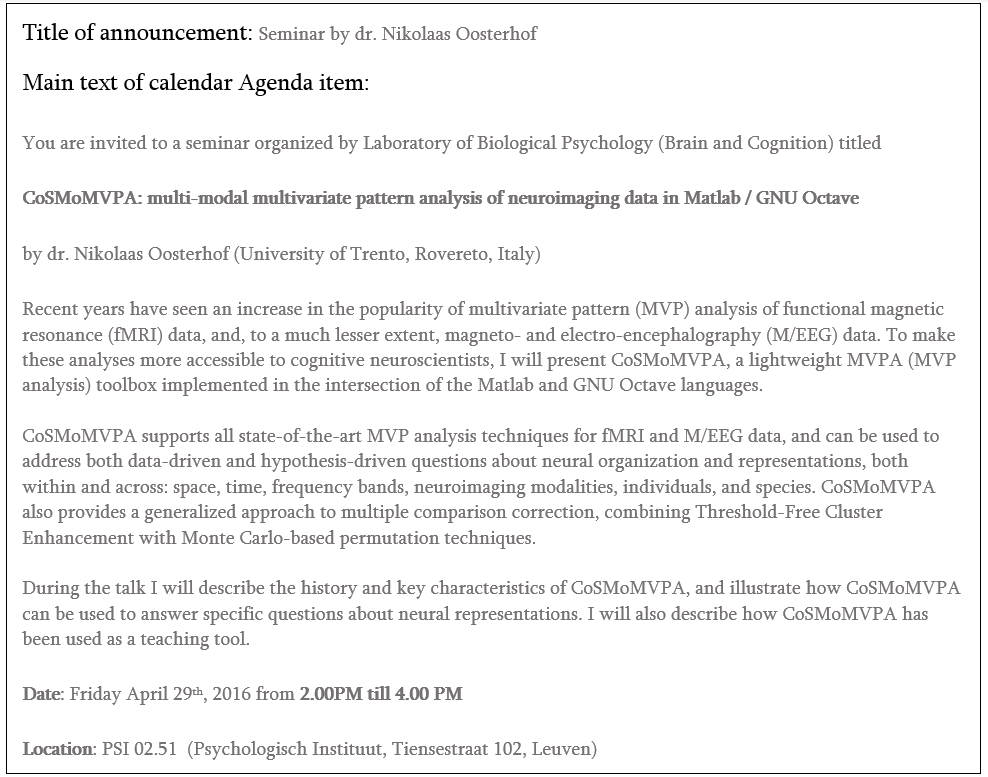 Title of announcement: Seminar by dr. Nikolaas Oosterhof
Main text of calendar Agenda item:
You are invited to a seminar organized by Laboratory of Biological Psychology (Brain and Cognition) titled
CoSMoMVPA: multi-modal multivariate pattern analysis of neuroimaging data in Matlab / GNU Octave
by dr. Nikolaas Oosterhof (University of Trento, Rovereto, Italy)
Recent years have seen an increase in the popularity of multivariate pattern (MVP) analysis of functional magnetic
resonance (fMRI) data, and, to a much lesser extent, magneto- and electro-encephalography (M/EEG) data. To make
these analyses more accessible to cognitive neuroscientists, I will present CoSMoMVPA, a lightweight MVPA (MVP
analysis) toolbox implemented in the intersection of the Matlab and GNU Octave languages.
CoSMoMVPA supports all state-of-the-art MVP analysis techniques for fMRI and M/EEG data, and can be used to
address both data-driven and hypothesis-driven questions about neural organization and representations, both
within and across: space, time, frequency bands, neuroimaging modalities, individuals, and species. CoSMoMVPA
also provides a generalized approach to multiple comparison correction, combining Threshold-Free Cluster
Enhancement with Monte Carlo-based permutation techniques.
During the talk I will describe the history and key characteristics of CoSMoMVPA, and illustrate how CoSMoMVPA
can be used to answer specific questions about neural representations. I will also describe how CoSMoMVPA has
been used as a teaching tool.
Date: Friday April 29th, 2016 from 2.00PM till 4.00 PM
Location: PSI 02.51  (Psychologisch Instituut, Tiensestraat 102, Leuven)